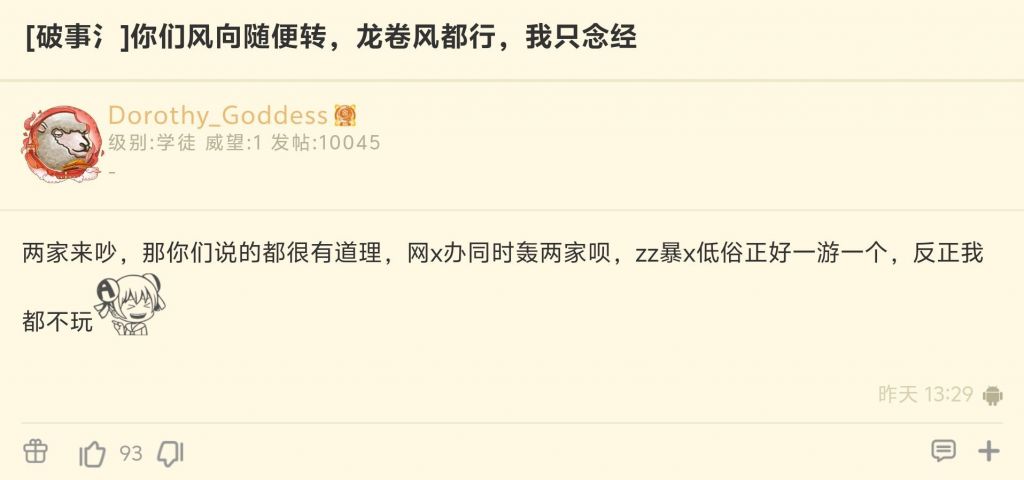 [破事氵]你们风向随便转，龙卷风都行，我只念经
Dorothy_Goddess
级别:学徒 威望:1 发帖:10045
-
两家来吵，那你们说的都很有道理，网x办同时轰两家呗，zz暴x低俗正好一游一个，反正我
都不玩
昨天 13:29
93